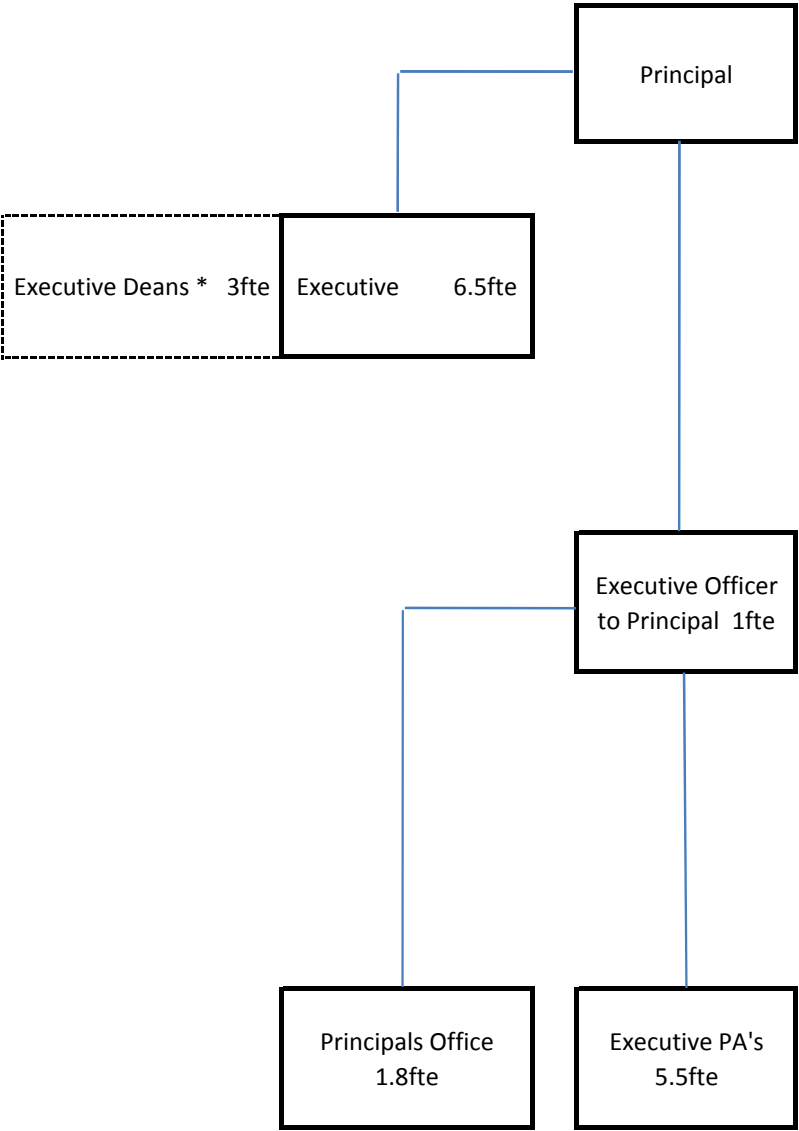 Principal
Executive Deans * 3fte
Executive 6.5fte
Executive Officer
to Principal 1fte
Principals Office
1.8fte
Executive PA's
5.5fte